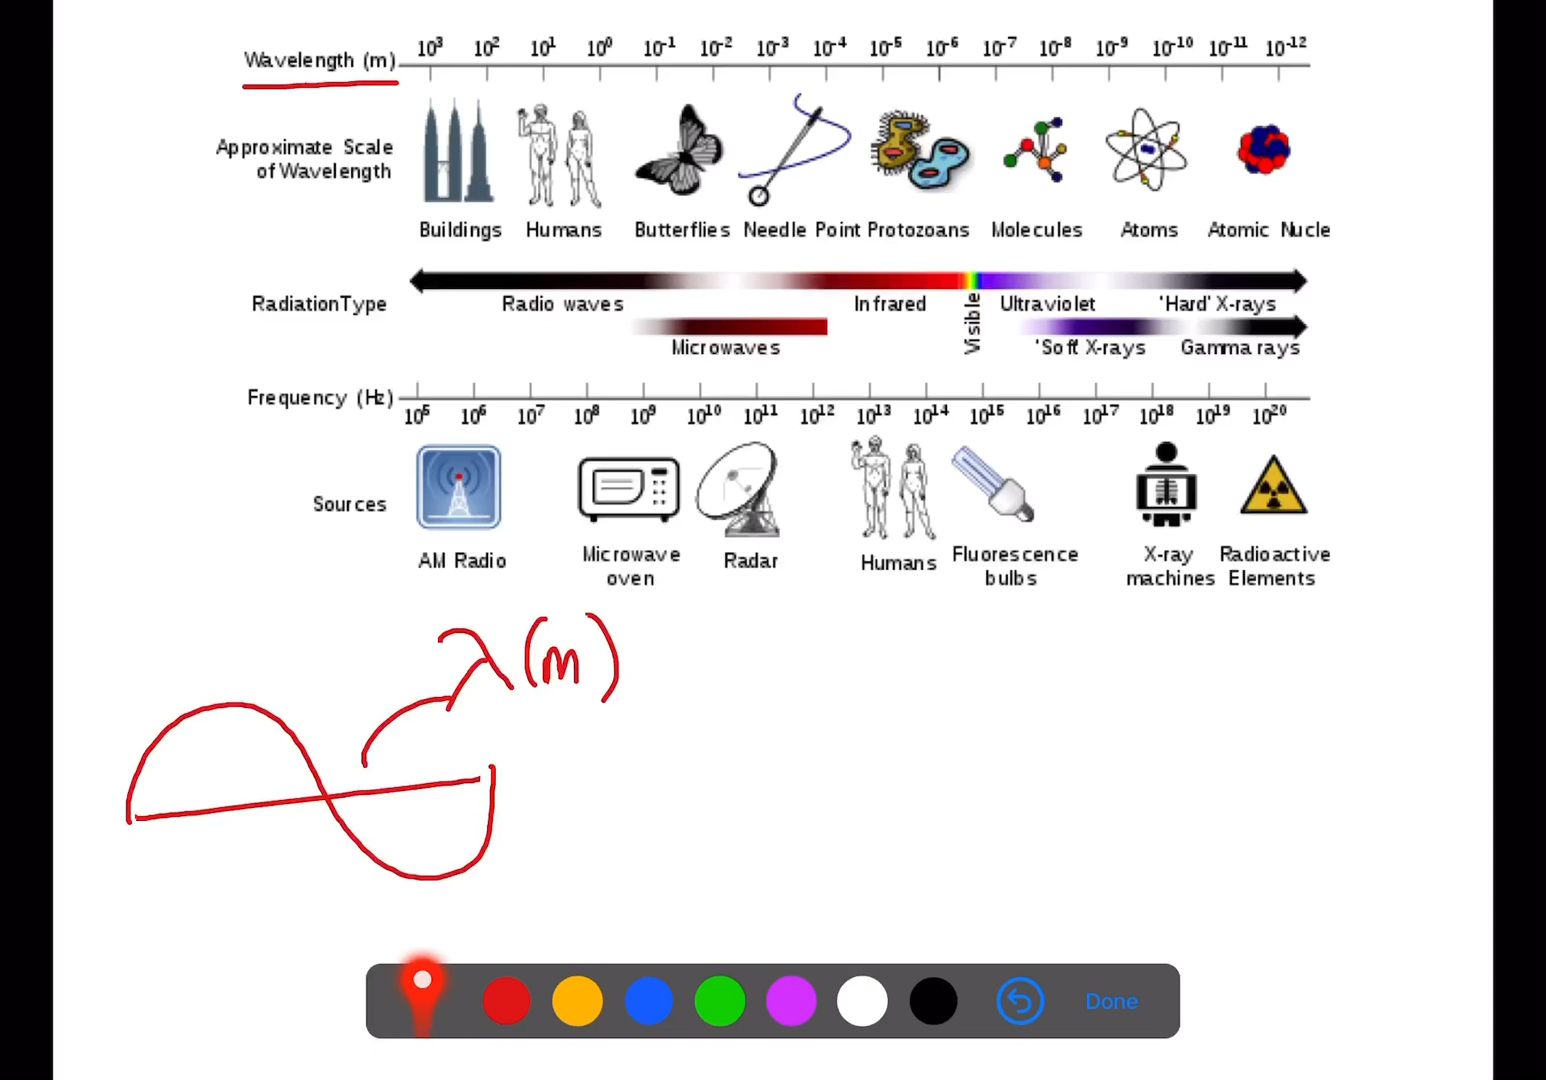 10³ 10² 10¹ 10⁰ 10⁻¹ 10⁻² 10⁻³ 10⁻⁴ 10⁻⁵ 10⁻⁶ 10⁻⁷ 10⁻⁸ 10⁻⁹ 10⁻¹⁰ 10⁻¹¹ 10⁻¹²
Wavelength (m)
Approximate Scale
of Wavelength
Buildings Humans Butterflies Needle Point Protozoans Molecules Atoms Atomic Nucle
Radiation Type
Radio waves Infrared Visible Ultraviolet 'Hard' X-rays
Microwaves 'Soft' X-rays Gamma rays
Frequency (Hz)
10⁵ 10⁶ 10⁷ 10⁸ 10⁹ 10¹⁰ 10¹¹ 10¹² 10¹³ 10¹⁴ 10¹⁵ 10¹⁶ 10¹⁷ 10¹⁸ 10¹⁹ 10²⁰
Sources
AM Radio Microwave oven Radar Humans Fluorescence bulbs X-ray machines Radioactive Elements
λ (m)
Done